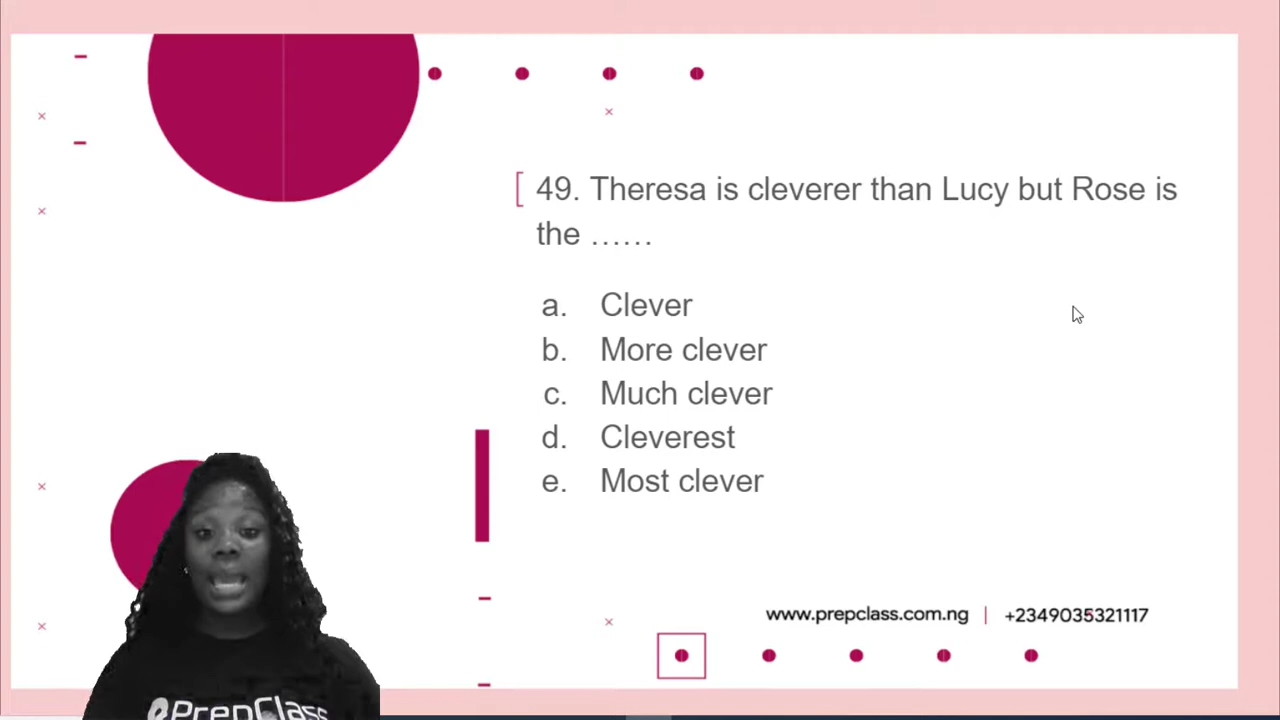 49. Theresa is cleverer than Lucy but Rose is
the ......
a. Clever
b. More clever
c. Much clever
d. Cleverest
e. Most clever
www.prepclass.com.ng | +2349035321117
PrepClass